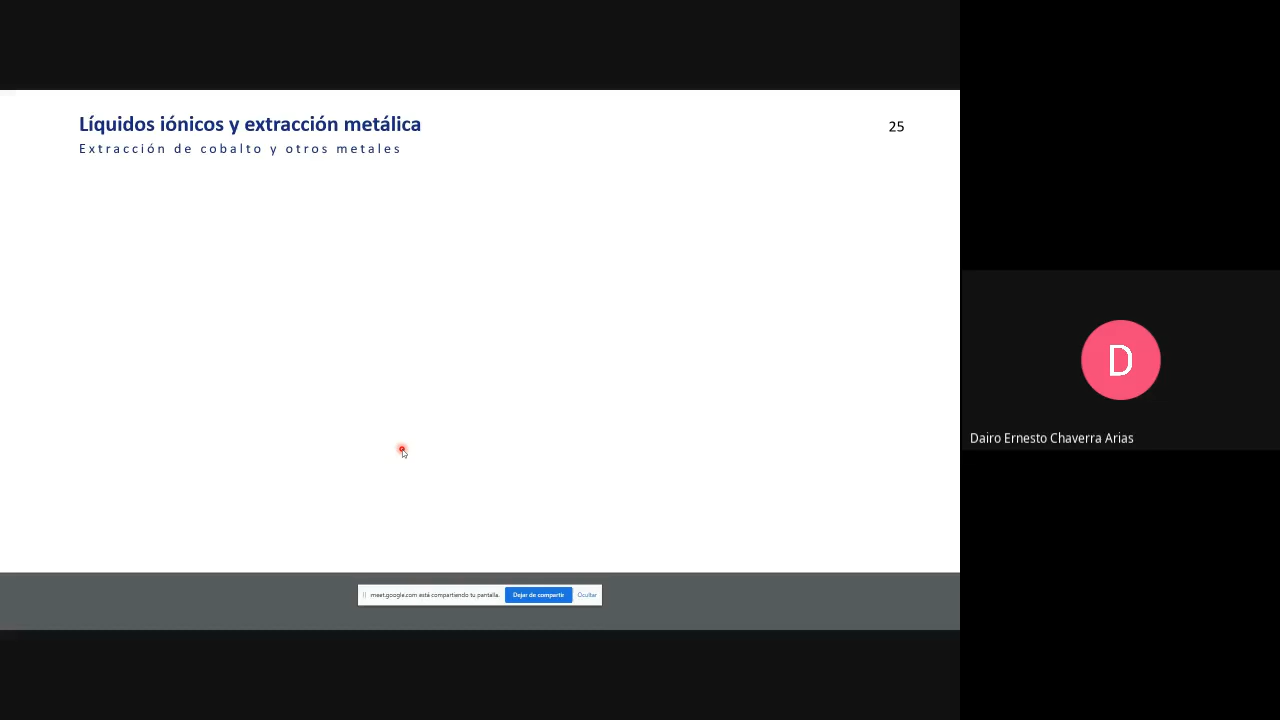 Líquidos iónicos y extracción metálica
25
Extracción de cobalto y otros metales
D
Dairo Ernesto Chaverra Arias
meet.google.com está compartiendo tu pantalla.
Dejar de compartir
Ocultar